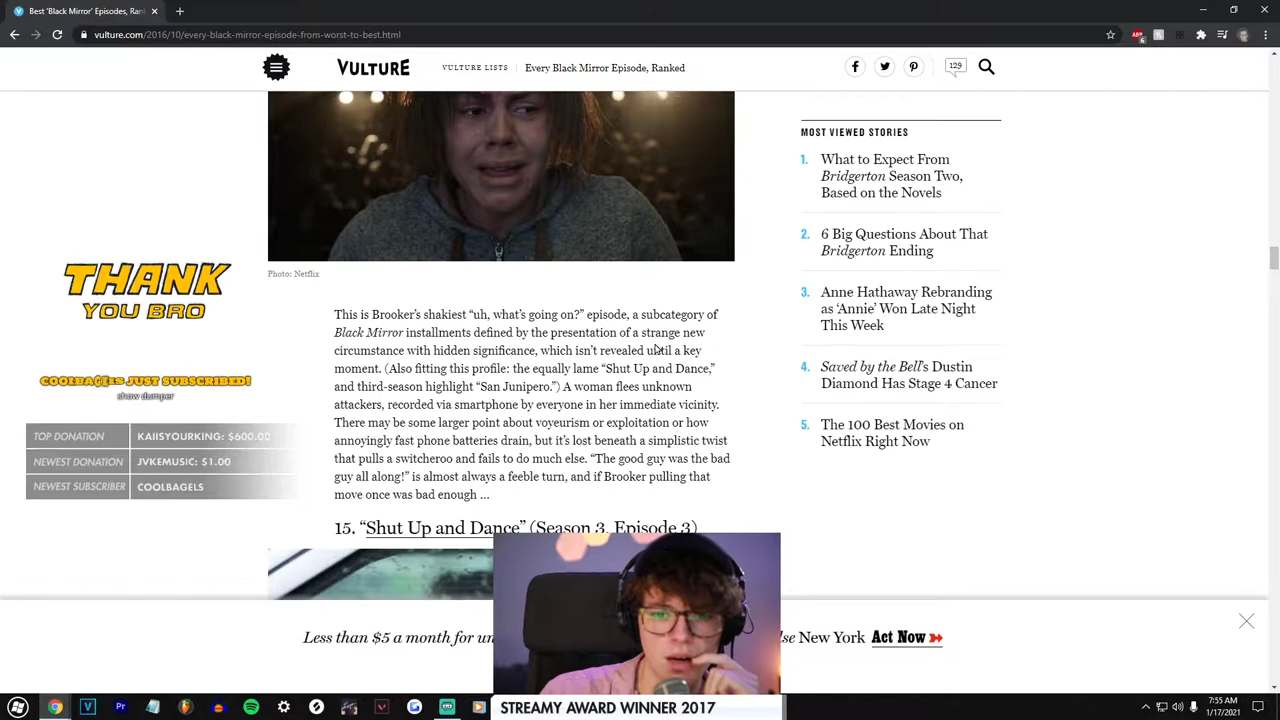 Best 'Black Mirror' Episodes, Ran
vulture.com/2016/10/every-black-mirror-episode-from-worst-to-best.html
VULTURE
VULTURE LISTS
Every Black Mirror Episode, Ranked
129
Photo: Netflix
This is Brooker's shakiest “uh, what's going on?” episode, a subcategory of
Black Mirror installments defined by the presentation of a strange new
circumstance with hidden significance, which isn't revealed until a key
moment. (Also fitting this profile: the equally lame “Shut Up and Dance,”
and third-season highlight “San Junipero.”) A woman flees unknown
attackers, recorded via smartphone by everyone in her immediate vicinity.
There may be some larger point about voyeurism or exploitation or how
annoyingly fast phone batteries drain, but it's lost beneath a simplistic twist
that pulls a switcheroo and fails to do much else. “The good guy was the bad
guy all along!” is almost always a feeble turn, and if Brooker pulling that
move once was bad enough …
15. “Shut Up and Dance” (Season 3, Episode 3)
MOST VIEWED STORIES
1. What to Expect From
Bridgerton Season Two,
Based on the Novels
2. 6 Big Questions About That
Bridgerton Ending
3. Anne Hathaway Rebranding
as ‘Annie’ Won Late Night
This Week
4. Saved by the Bell's Dustin
Diamond Has Stage 4 Cancer
5. The 100 Best Movies on
Netflix Right Now
THANK
YOU BRO
COOLBAGELS JUST SUBSCRIBED!
show dumper
TOP DONATION KAIISYOURKING: $600.00
NEWEST DONATION JVKEMUSIC: $1.00
NEWEST SUBSCRIBER COOLBAGELS
Less than $5 a month for un
lse New York Act Now
STREAMY AWARD WINNER 2017
7:55 AM
1/17/2021